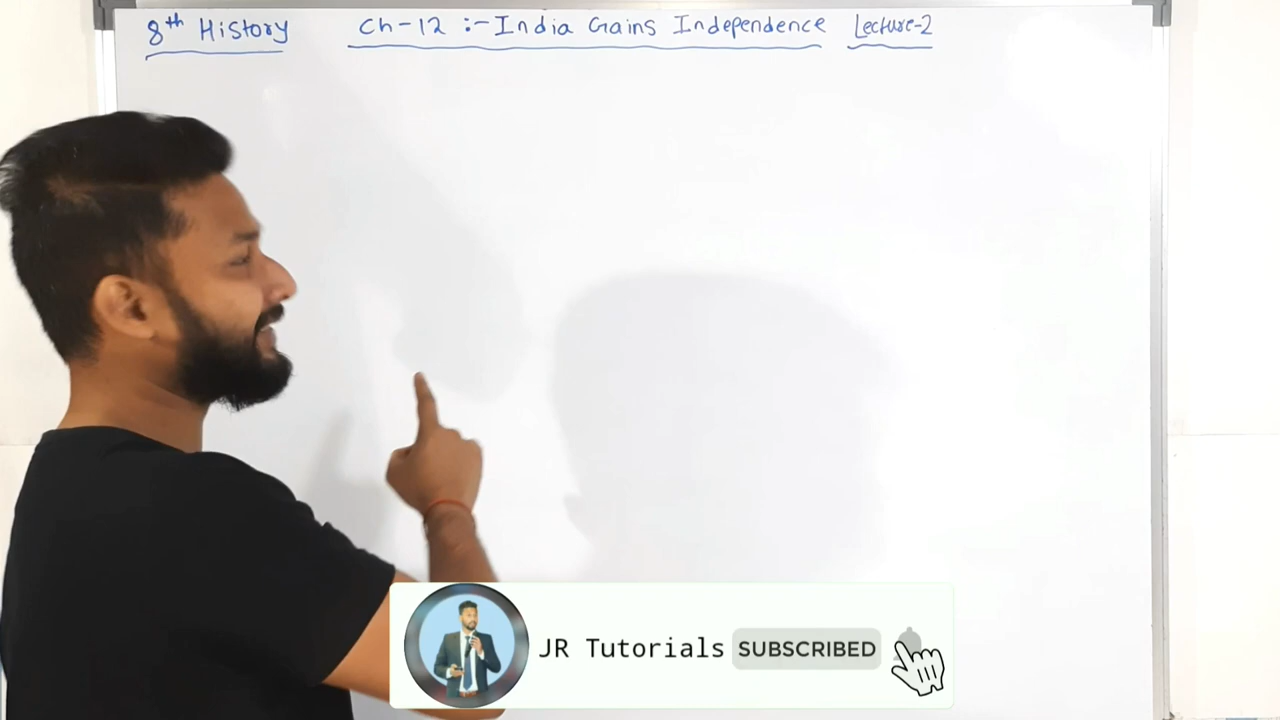 8th History Ch-12 :- India Gains Independence Lecture-2
JR Tutorials SUBSCRIBED